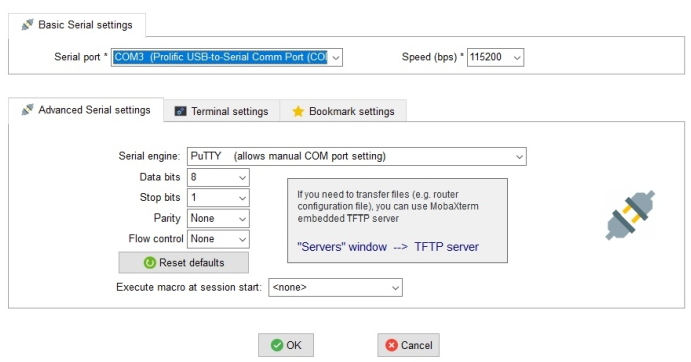 Basic Serial settings
Serial port * COM3 (Prolific USB-to-Serial Comm Port (COI Speed (bps) * 115200
Advanced Serial settings Terminal settings Bookmark settings
Serial engine: PuTTY (allows manual COM port setting)
Data bits 8
Stop bits 1
Parity None
Flow control None
If you need to transfer files (e.g. router
configuration file), you can use MobaXterm
embedded TFTP server
"Servers" window --> TFTP server
Reset defaults
Execute macro at session start: <none>
OK Cancel